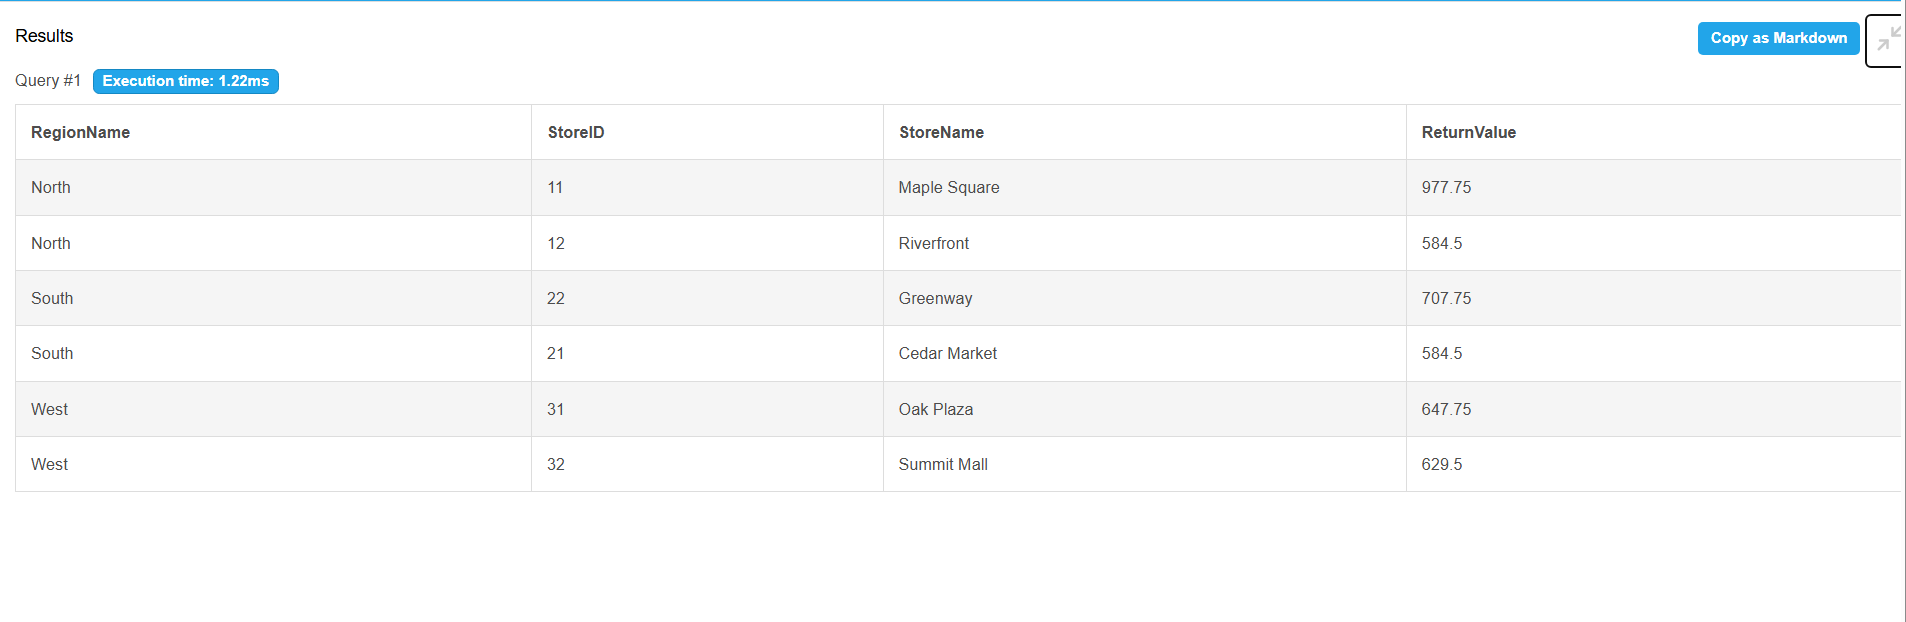 Results
Copy as Markdown
Query #1 Execution time: 1.22ms
RegionName StoreID StoreName ReturnValue
North 11 Maple Square 977.75
North 12 Riverfront 584.5
South 22 Greenway 707.75
South 21 Cedar Market 584.5
West 31 Oak Plaza 647.75
West 32 Summit Mall 629.5